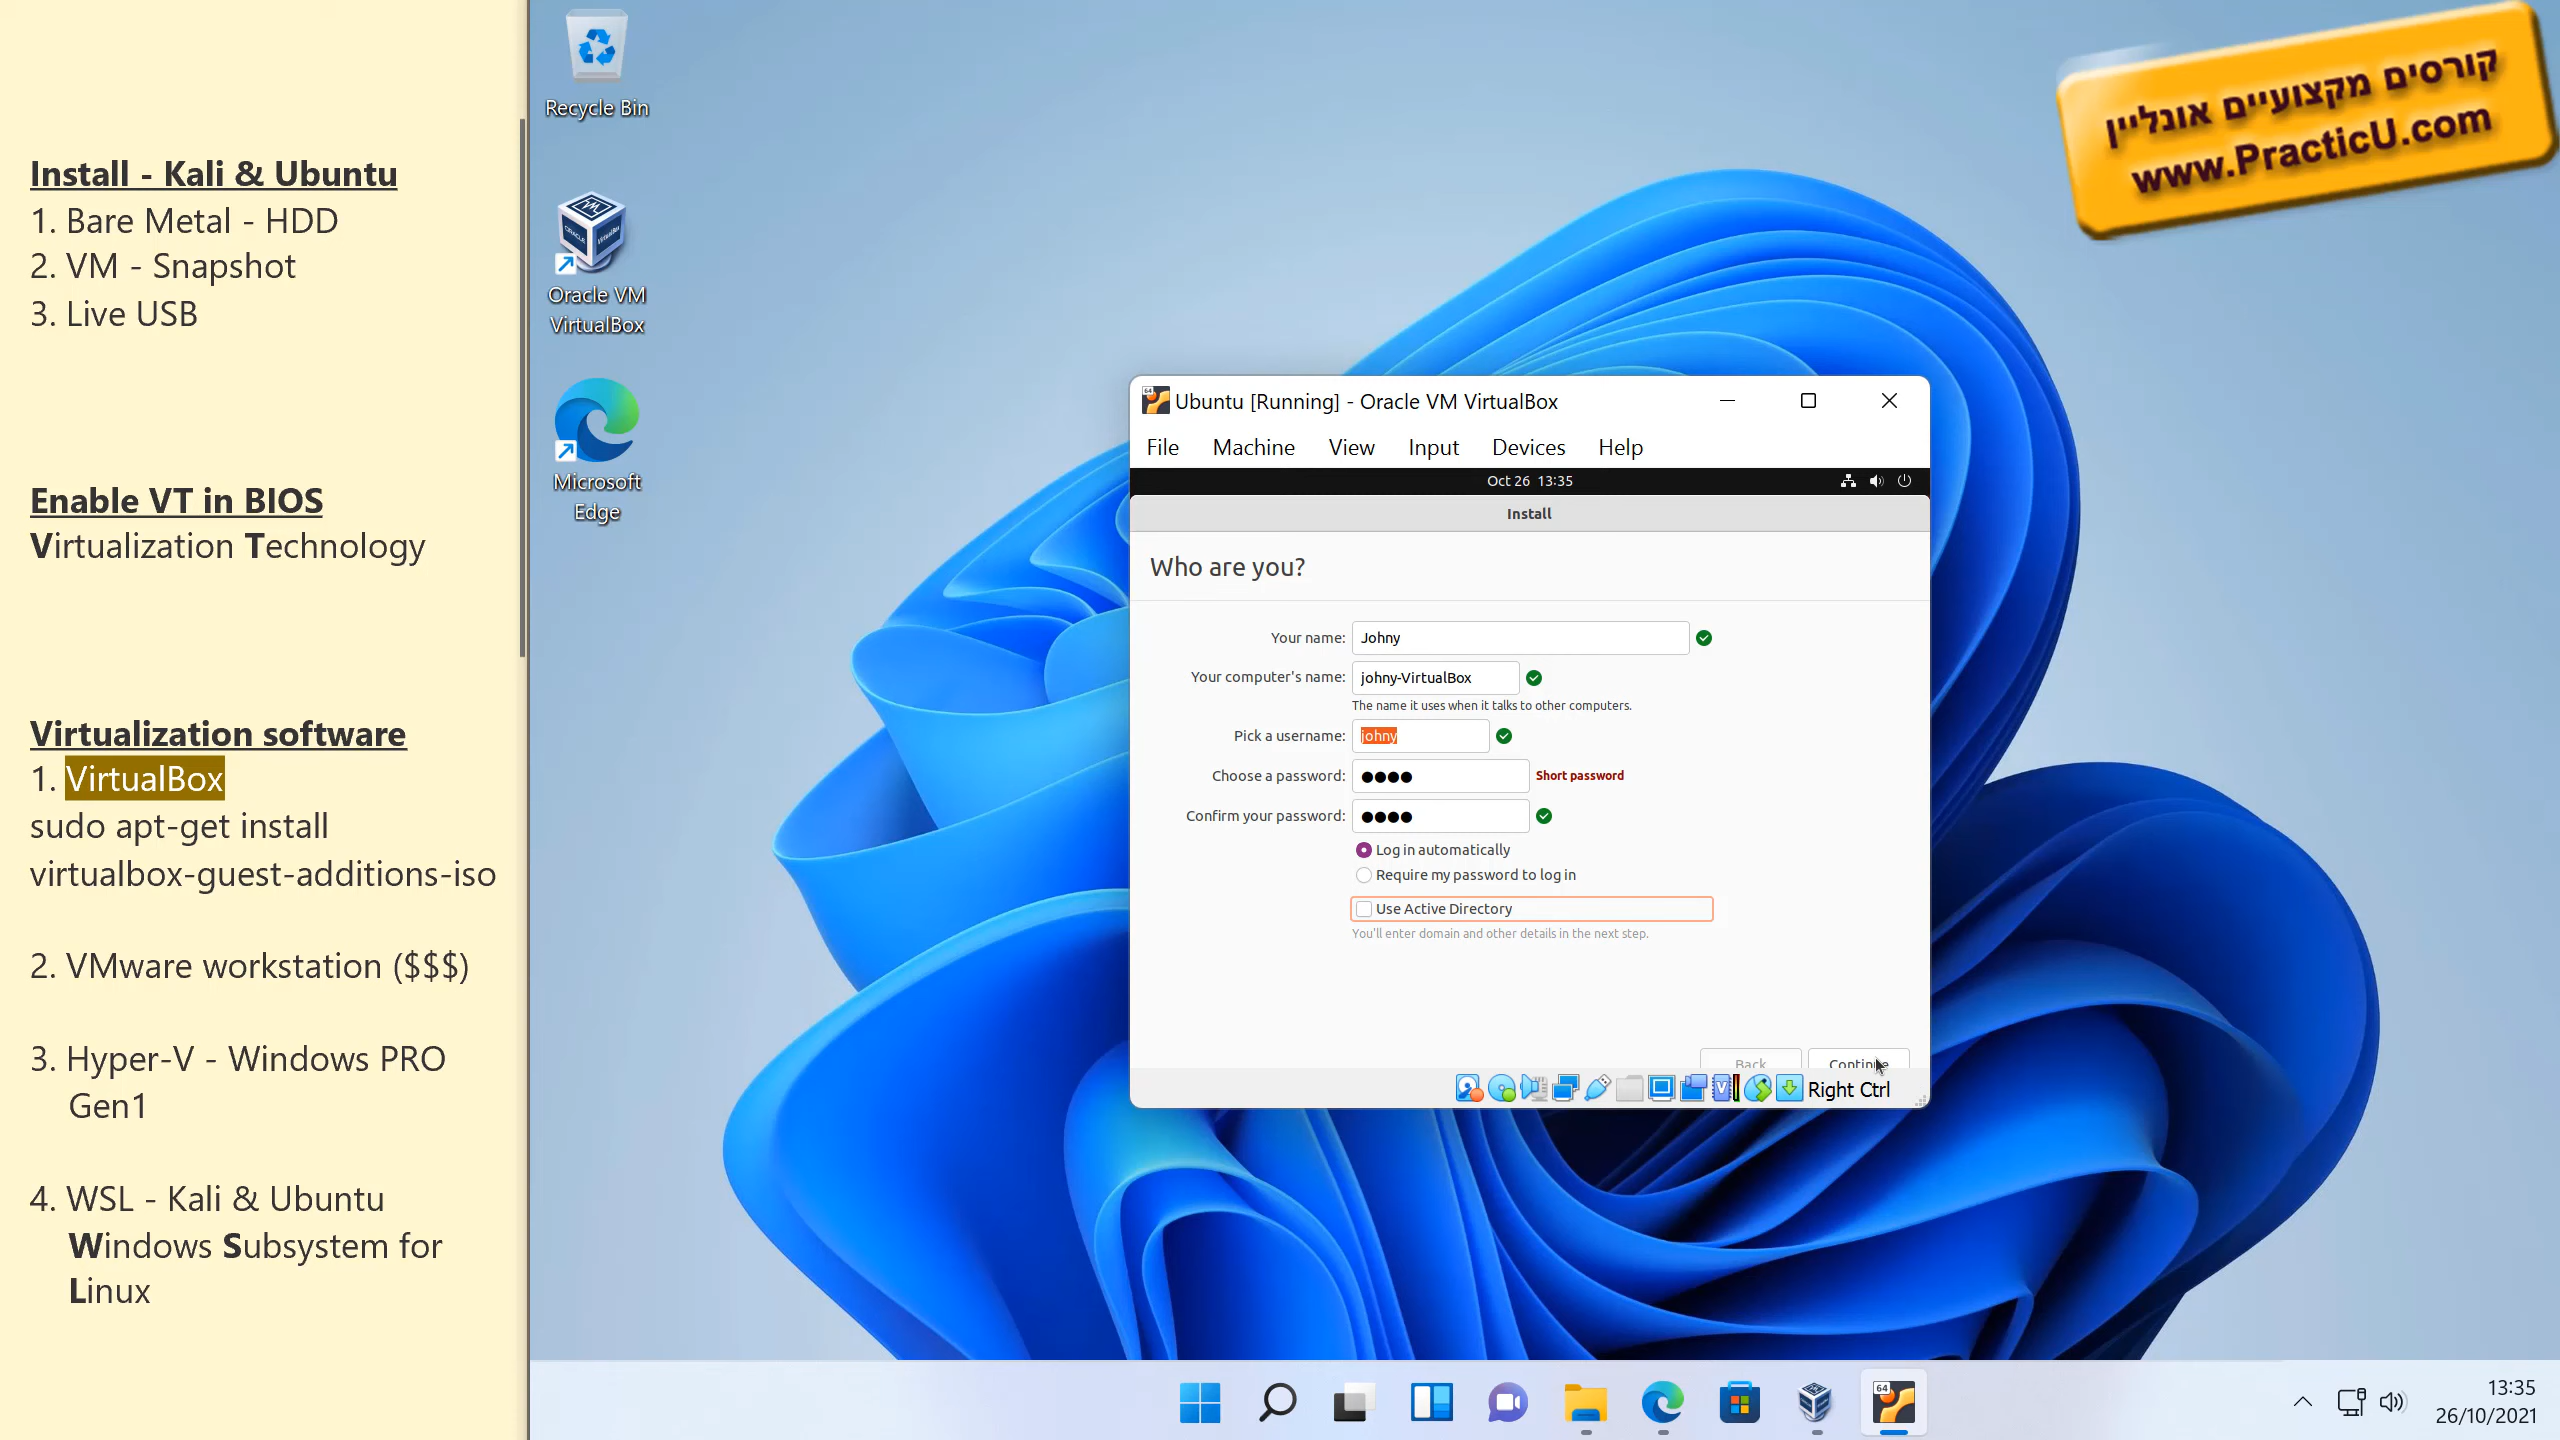 Install - Kali & Ubuntu
1. Bare Metal - HDD
2. VM - Snapshot
3. Live USB
Enable VT in BIOS
Virtualization Technology
Virtualization software
1. VirtualBox
sudo apt-get install
virtualbox-guest-additions-iso
2. VMware workstation ($$$)
3. Hyper-V - Windows PRO
Gen1
4. WSL - Kali & Ubuntu
Windows Subsystem for
Linux
Recycle Bin
Oracle VM
VirtualBox
Microsoft
Edge
קורסים מקצועיים אונליין
www.PracticU.com
Ubuntu [Running] - Oracle VM VirtualBox
File Machine View Input Devices Help
Oct 26 13:35
Install
Who are you?
Your name: Johny
Your computer's name: johny-VirtualBox
The name it uses when it talks to other computers.
Pick a username: johny
Choose a password: ●●●● Short password
Confirm your password: ●●●●
Log in automatically
Require my password to log in
Use Active Directory
You'll enter domain and other details in the next step.
Back Continue
Right Ctrl
13:35
26/10/2021